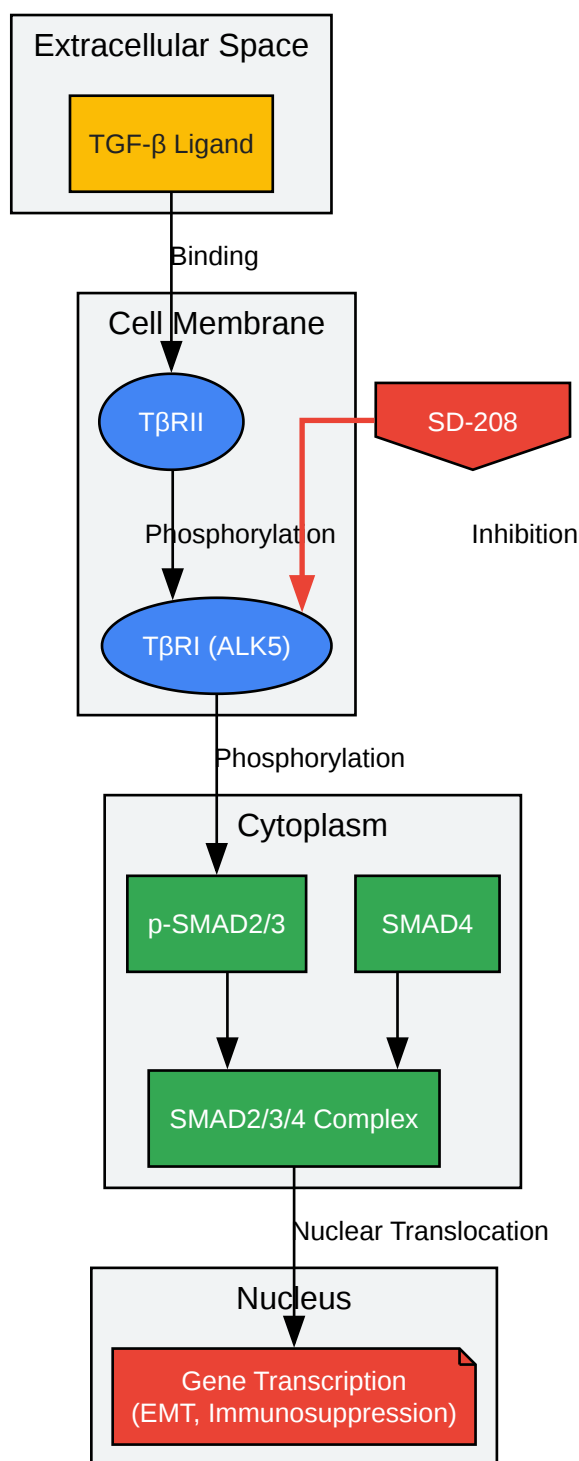 Extracellular Space
TGF-β Ligand
Binding
Cell Membrane
TβRII
SD-208
Phosphorylation
Inhibition
TβRI (ALK5)
Phosphorylation
Cytoplasm
p-SMAD2/3
SMAD4
SMAD2/3/4 Complex
Nuclear Translocation
Nucleus
Gene Transcription
(EMT, Immunosuppression)